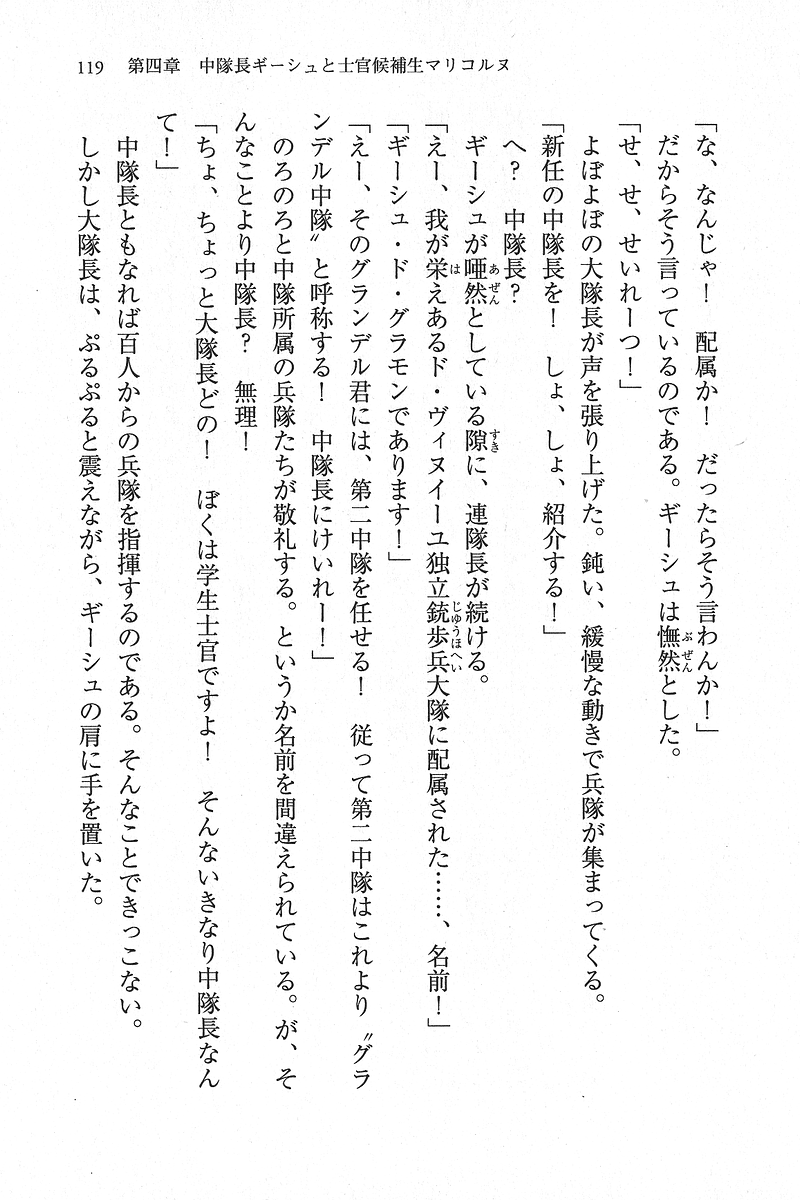 119　第四章　中隊長ギーシュと士官候補生マリコルヌ
「な、なんじゃ！　配属か！　だったらそう言わんか！」
だからそう言っているのである。ギーシュは憮然とした。
「せ、せ、せいれーつ！」
よぼよぼの大隊長が声を張り上げた。鈍い、緩慢な動きで兵隊が集まってくる。
「新任の中隊長を！　しょ、しょ、紹介する！」
へ？　中隊長？
ギーシュが唖然としている隙に、連隊長が続ける。
「えー、我が栄えあるド・ヴィヌイーユ独立銃歩兵大隊に配属された……、名前！」
「ギーシュ・ド・グラモンであります！」
「えー、そのグランデル君には、第二中隊を任せる！　従って第二中隊はこれより〝グラ
ンデル中隊〟と呼称する！　中隊長にけいれー！」
のろのろと中隊所属の兵隊たちが敬礼する。というか名前を間違えられている。が、そ
んなことより中隊長？　無理！
「ちょ、ちょっと大隊長どの！　ぼくは学生士官ですよ！　そんないきなり中隊長なん
て！」
中隊長ともなれば百人からの兵隊を指揮するのである。そんなことできっこない。
しかし大隊長は、ぷるぷると震えながら、ギーシュの肩に手を置いた。